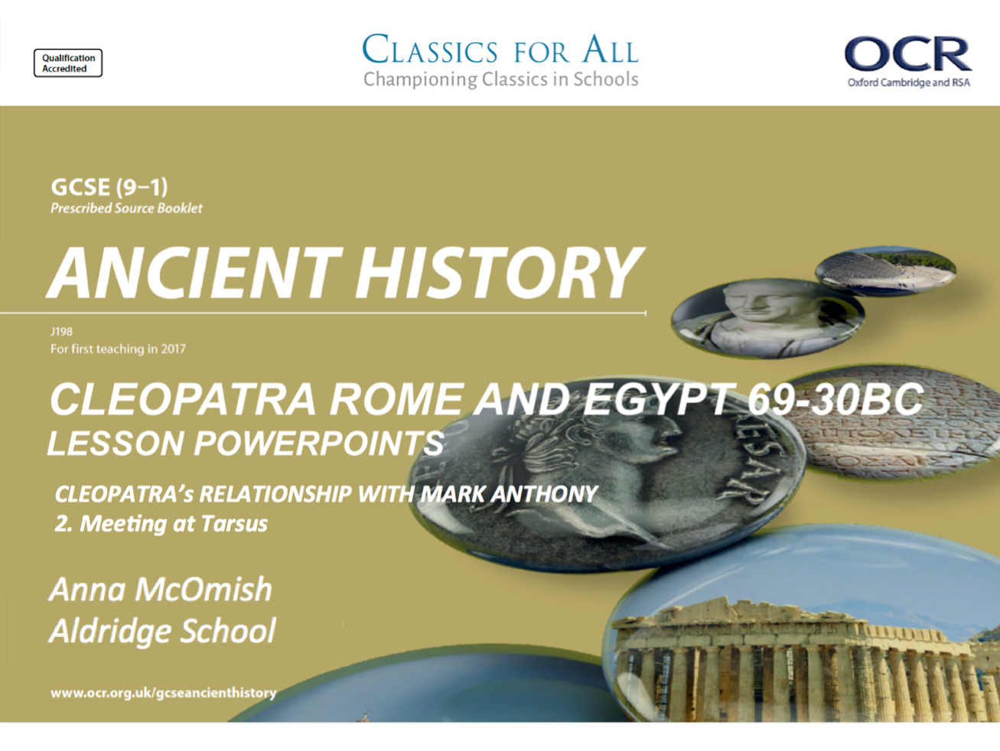 Qualification
Accredited
CLASSICS FOR ALL
Championing Classics in Schools
OCR
Oxford Cambridge and RSA
GCSE (9–1)
Prescribed Source Booklet
ANCIENT HISTORY
J198
For first teaching in 2017
CLEOPATRA ROME AND EGYPT 69-30BC
LESSON POWERPOINTS
CLEOPATRA’s RELATIONSHIP WITH MARK ANTHONY
2. Meeting at Tarsus
Anna McOmish
Aldridge School
www.ocr.org.uk/gcseancienthistory